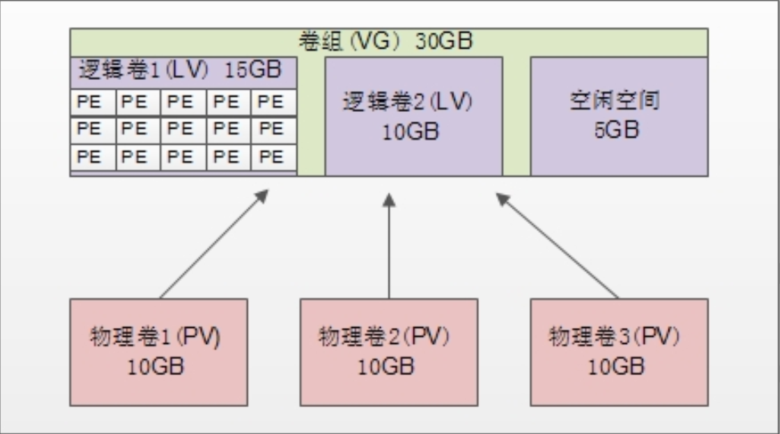 卷组(VG) 30GB
逻辑卷1(LV) 15GB
PE PE PE PE PE
PE PE PE PE PE
PE PE PE PE PE
逻辑卷2(LV)
10GB
空闲空间
5GB
物理卷1(PV)
10GB
物理卷2(PV)
10GB
物理卷3(PV)
10GB